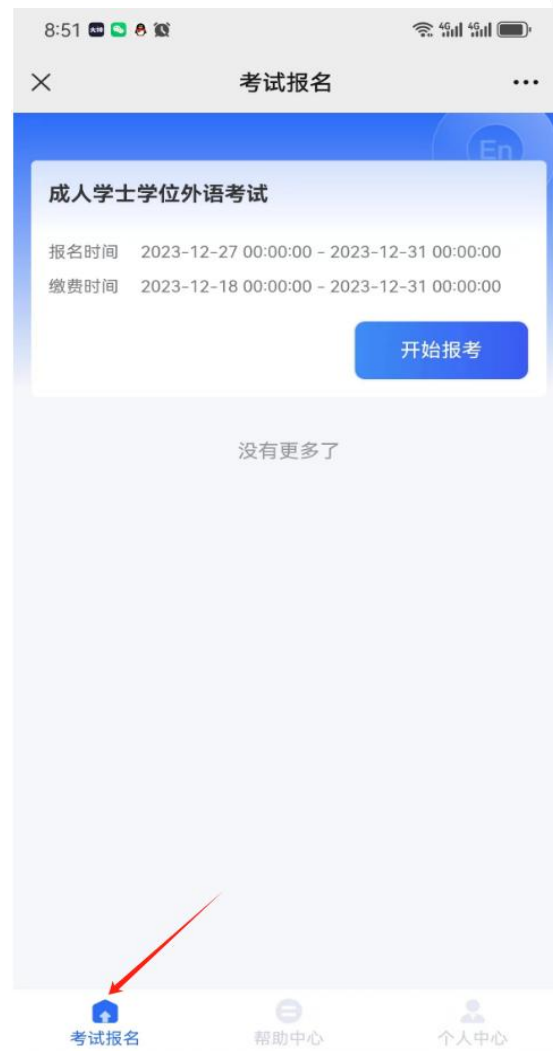 8:51 4G 4G
考试报名
En
成人学士学位外语考试
报名时间 2023-12-27 00:00:00 - 2023-12-31 00:00:00
缴费时间 2023-12-18 00:00:00 - 2023-12-31 00:00:00
开始报考
没有更多了
考试报名 帮助中心 个人中心